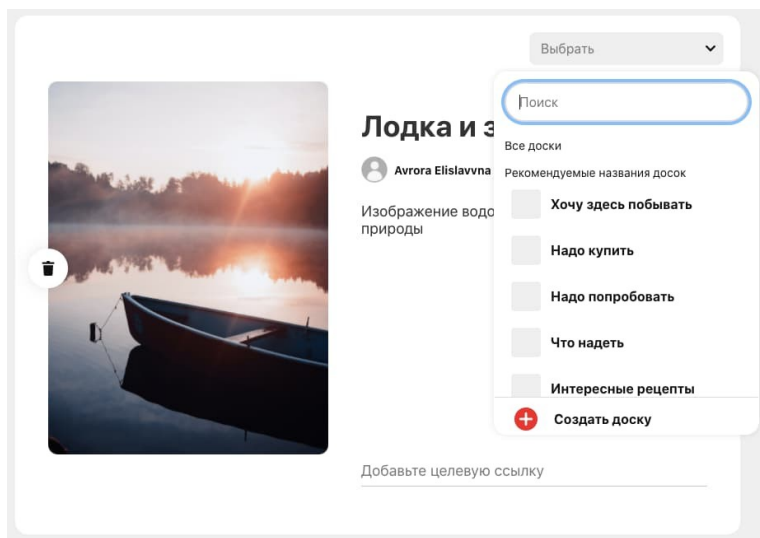 Выбрать
Поиск
Лодка и з
Все доски
Avrora Elislavvna
Рекомендуемые названия досок
Изображение водо
природы
Хочу здесь побывать
Надо купить
Надо попробовать
Что надеть
Интересные рецепты
Создать доску
Добавьте целевую ссылку